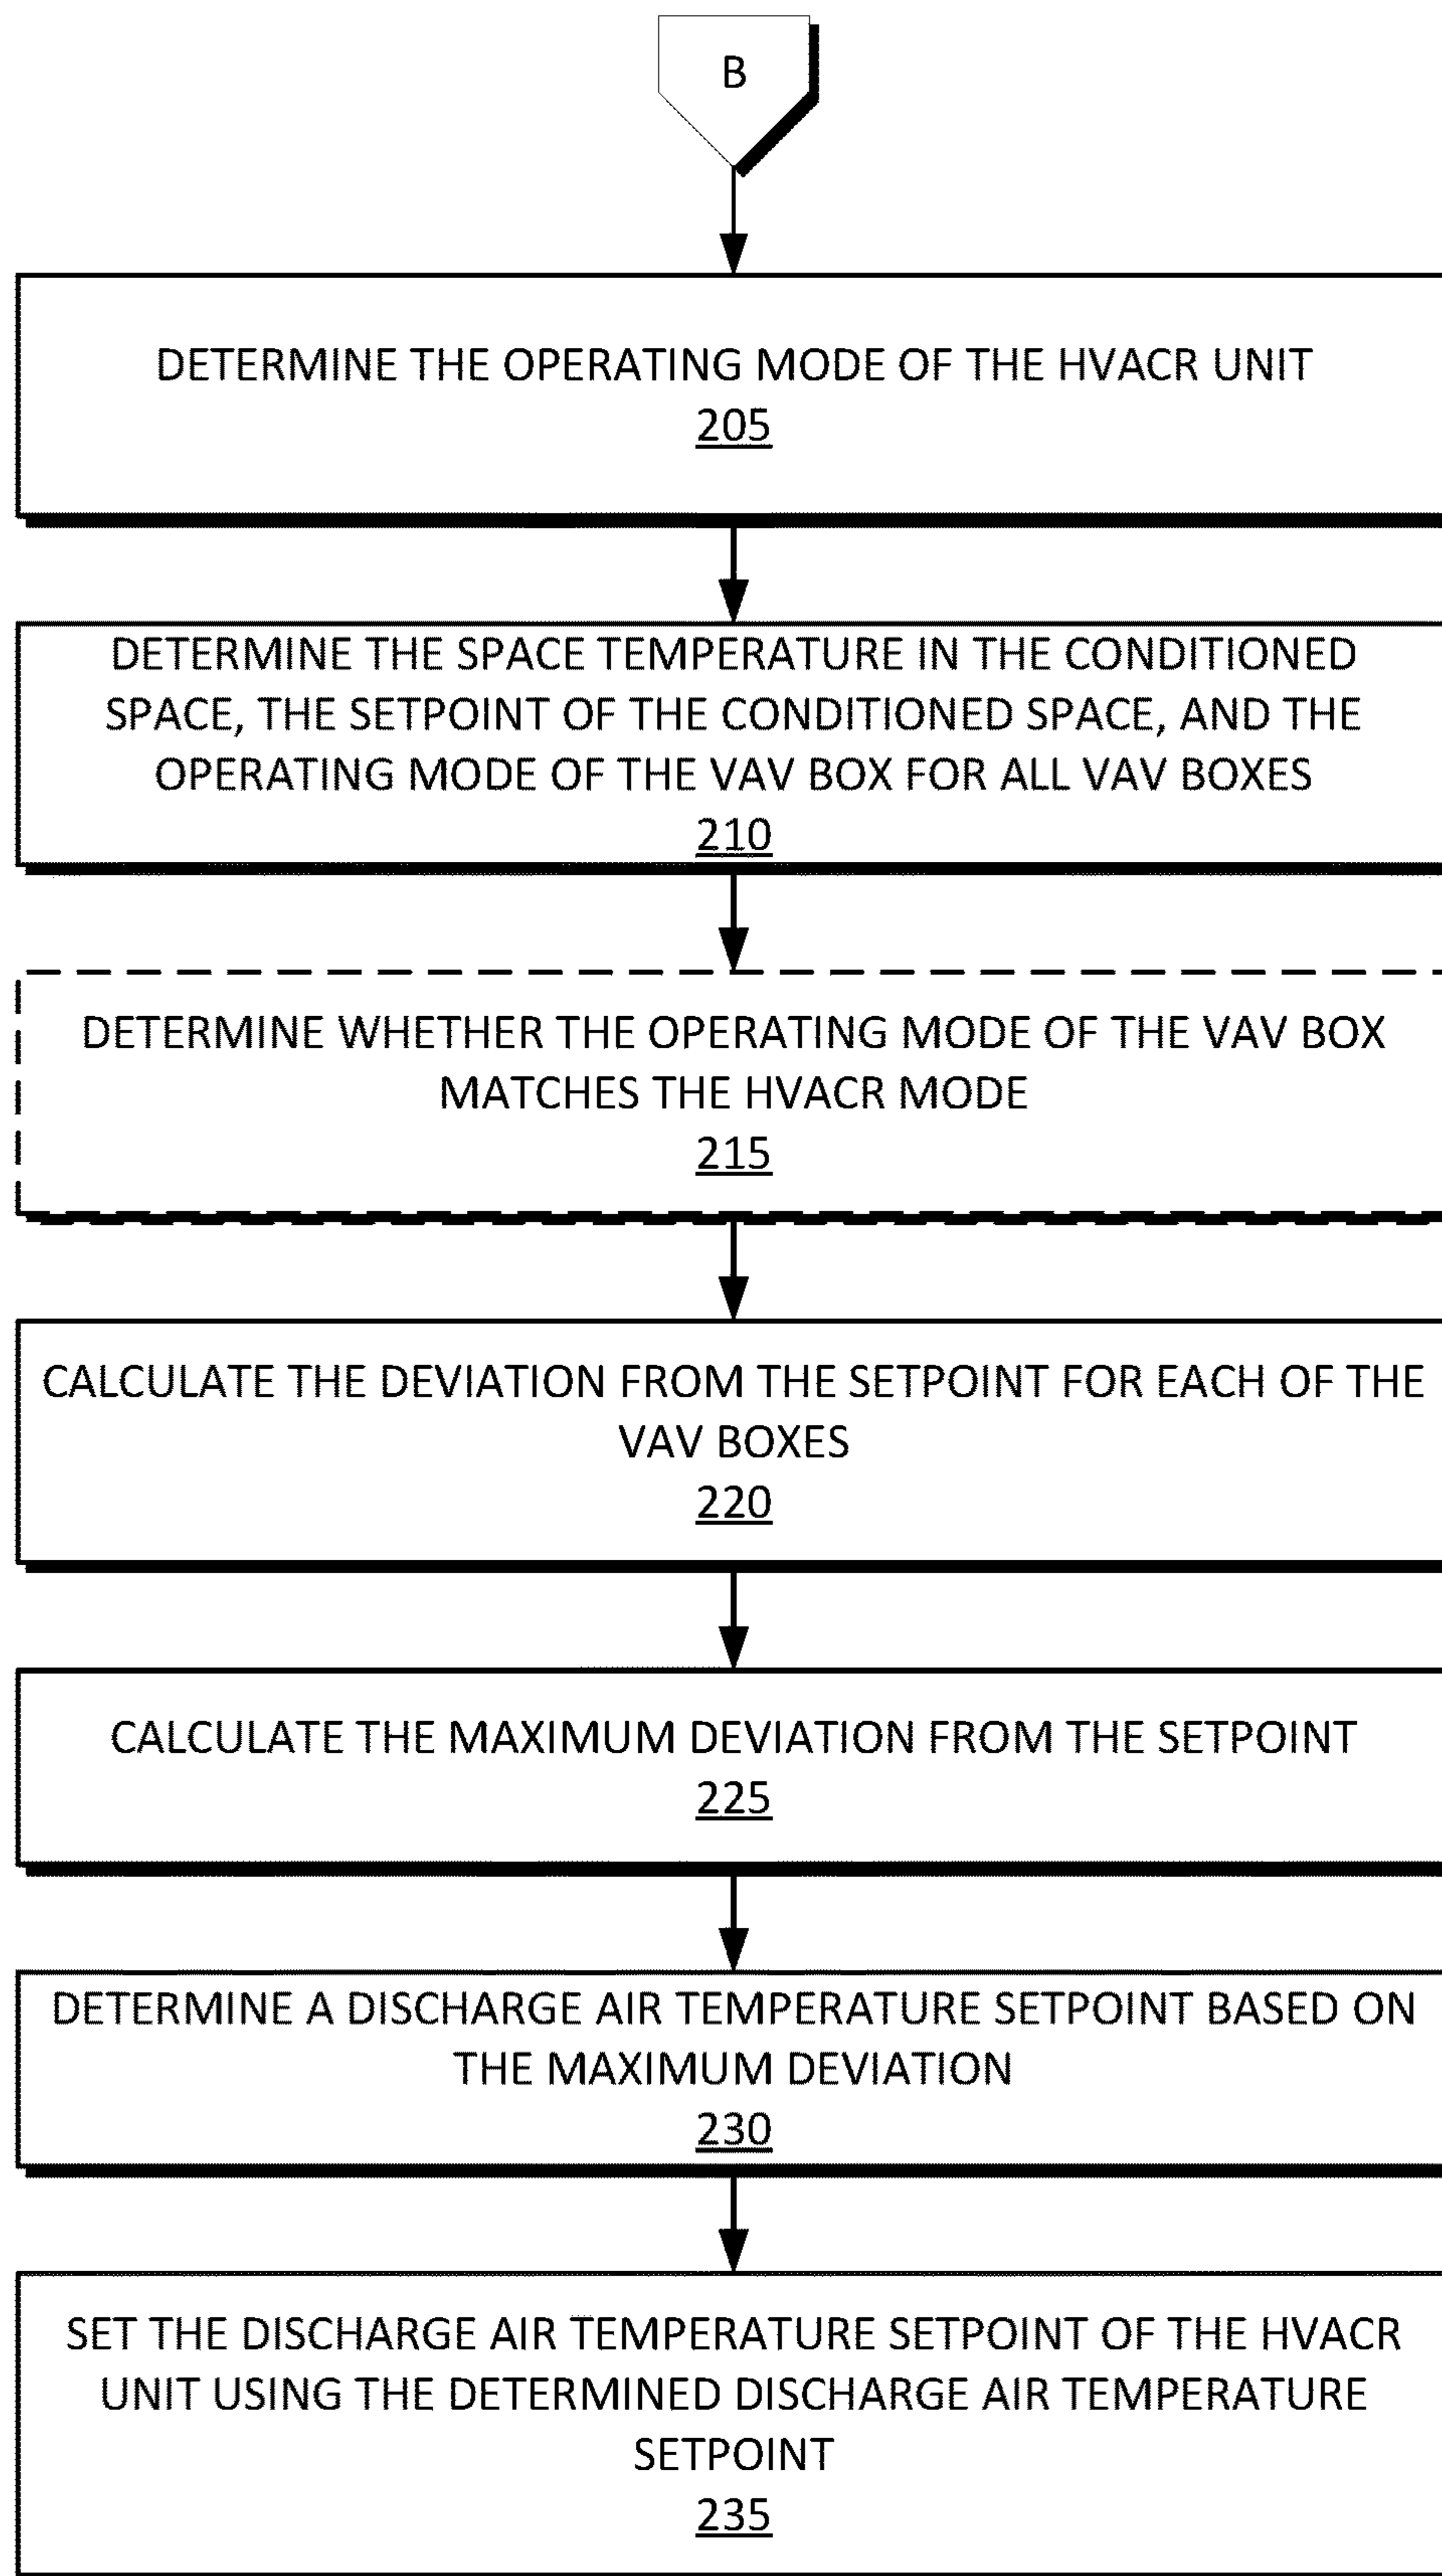 B
DETERMINE THE OPERATING MODE OF THE HVACR UNIT
205
DETERMINE THE SPACE TEMPERATURE IN THE CONDITIONED
SPACE, THE SETPOINT OF THE CONDITIONED SPACE, AND THE
OPERATING MODE OF THE VAV BOX FOR ALL VAV BOXES
210
DETERMINE WHETHER THE OPERATING MODE OF THE VAV BOX
MATCHES THE HVACR MODE
215
CALCULATE THE DEVIATION FROM THE SETPOINT FOR EACH OF THE
VAV BOXES
220
CALCULATE THE MAXIMUM DEVIATION FROM THE SETPOINT
225
DETERMINE A DISCHARGE AIR TEMPERATURE SETPOINT BASED ON
THE MAXIMUM DEVIATION
230
SET THE DISCHARGE AIR TEMPERATURE SETPOINT OF THE HVACR
UNIT USING THE DETERMINED DISCHARGE AIR TEMPERATURE
SETPOINT
235